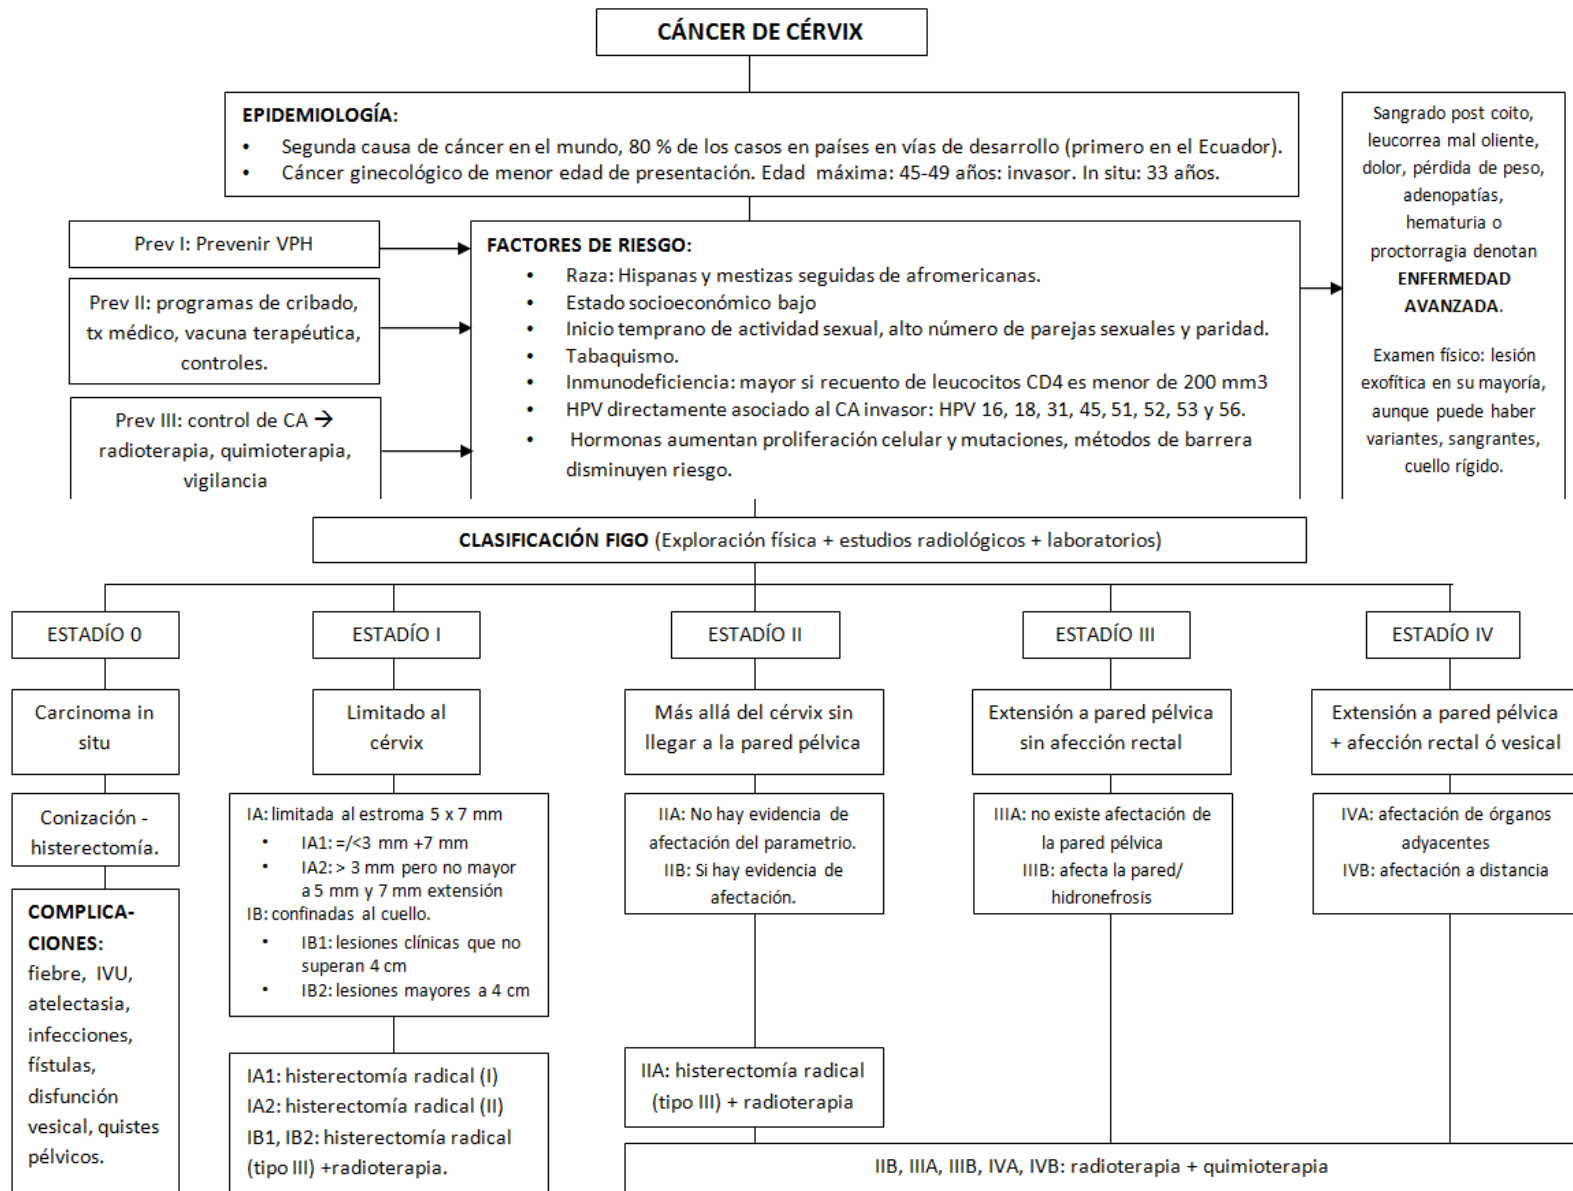 CÁNCER DE CÉRVIX
EPIDEMIOLOGÍA:
• Segunda causa de cáncer en el mundo, 80 % de los casos en países en vías de desarrollo (primero en el Ecuador).
• Cáncer ginecológico de menor edad de presentación. Edad máxima: 45-49 años: invasor. In situ: 33 años.
Sangrado post coito,
leucorrea mal oliente,
dolor, pérdida de peso,
adenopatías,
hematuria o
proctorragia denotan
ENFERMEDAD
AVANZADA.
Examen físico: lesión
exofítica en su mayoría,
aunque puede haber
variantes, sangrantes,
cuello rígido.
Prev I: Prevenir VPH
Prev II: programas de cribado,
tx médico, vacuna terapéutica,
controles.
Prev III: control de CA →
radioterapia, quimioterapia,
vigilancia
FACTORES DE RIESGO:
• Raza: Hispanas y mestizas seguidas de afromericanas.
• Estado socioeconómico bajo
• Inicio temprano de actividad sexual, alto número de parejas sexuales y paridad.
• Tabaquismo.
• Inmunodeficiencia: mayor si recuento de leucocitos CD4 es menor de 200 mm3
• HPV directamente asociado al CA invasor: HPV 16, 18, 31, 45, 51, 52, 53 y 56.
• Hormonas aumentan proliferación celular y mutaciones, métodos de barrera
disminuyen riesgo.
CLASIFICACIÓN FIGO (Exploración física + estudios radiológicos + laboratorios)
ESTADÍO 0
Carcinoma in
situ
Conización -
histerectomía.
COMPLICA-
CIONES:
fiebre, IVU,
atelectasia,
infecciones,
fístulas,
disfunción
vesical, quistes
pélvicos.
ESTADÍO I
Limitado al
cérvix
IA: limitada al estroma 5 x 7 mm
• IA1: =/<3 mm +7 mm
• IA2: > 3 mm pero no mayor
a 5 mm y 7 mm extensión
IB: confinadas al cuello.
• IB1: lesiones clínicas que no
superan 4 cm
• IB2: lesiones mayores a 4 cm
IA1: histerectomía radical (I)
IA2: histerectomía radical (II)
IB1, IB2: histerectomía radical
(tipo III) +radioterapia.
ESTADÍO II
Más allá del cérvix sin
llegar a la pared pélvica
IIA: No hay evidencia de
afectación del parametrio.
IIB: Si hay evidencia de
afectación.
IIA: histerectomía radical
(tipo III) + radioterapia
ESTADÍO III
Extensión a pared pélvica
sin afección rectal
IIIA: no existe afectación de
la pared pélvica
IIIB: afecta la pared/
hidronefrosis
ESTADÍO IV
Extensión a pared pélvica
+ afección rectal ó vesical
IVA: afectación de órganos
adyacentes
IVB: afectación a distancia
IIB, IIIA, IIIB, IVA, IVB: radioterapia + quimioterapia